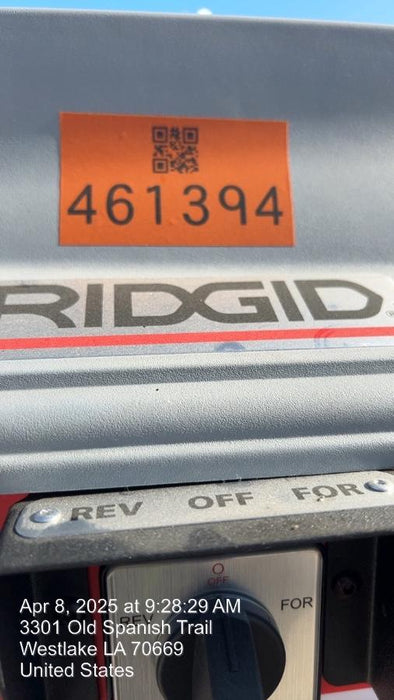 461394
RIDGID
REV OFF FOR
O
OFF
REV FOR
Apr 8, 2025 at 9:28:29 AM
3301 Old Spanish Trail
Westlake LA 70669
United States